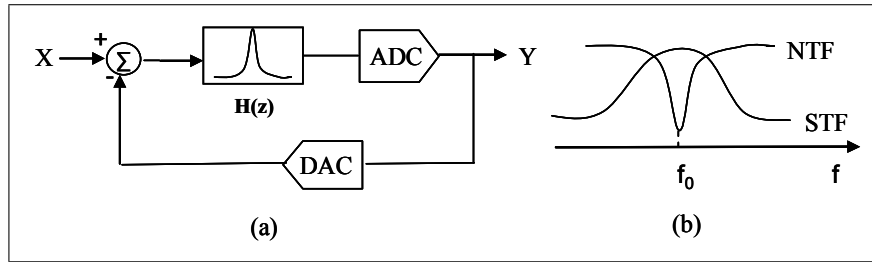 X
+
-
Σ
H(z)
ADC
Y
DAC
(a)
NTF
STF
f₀
f
(b)